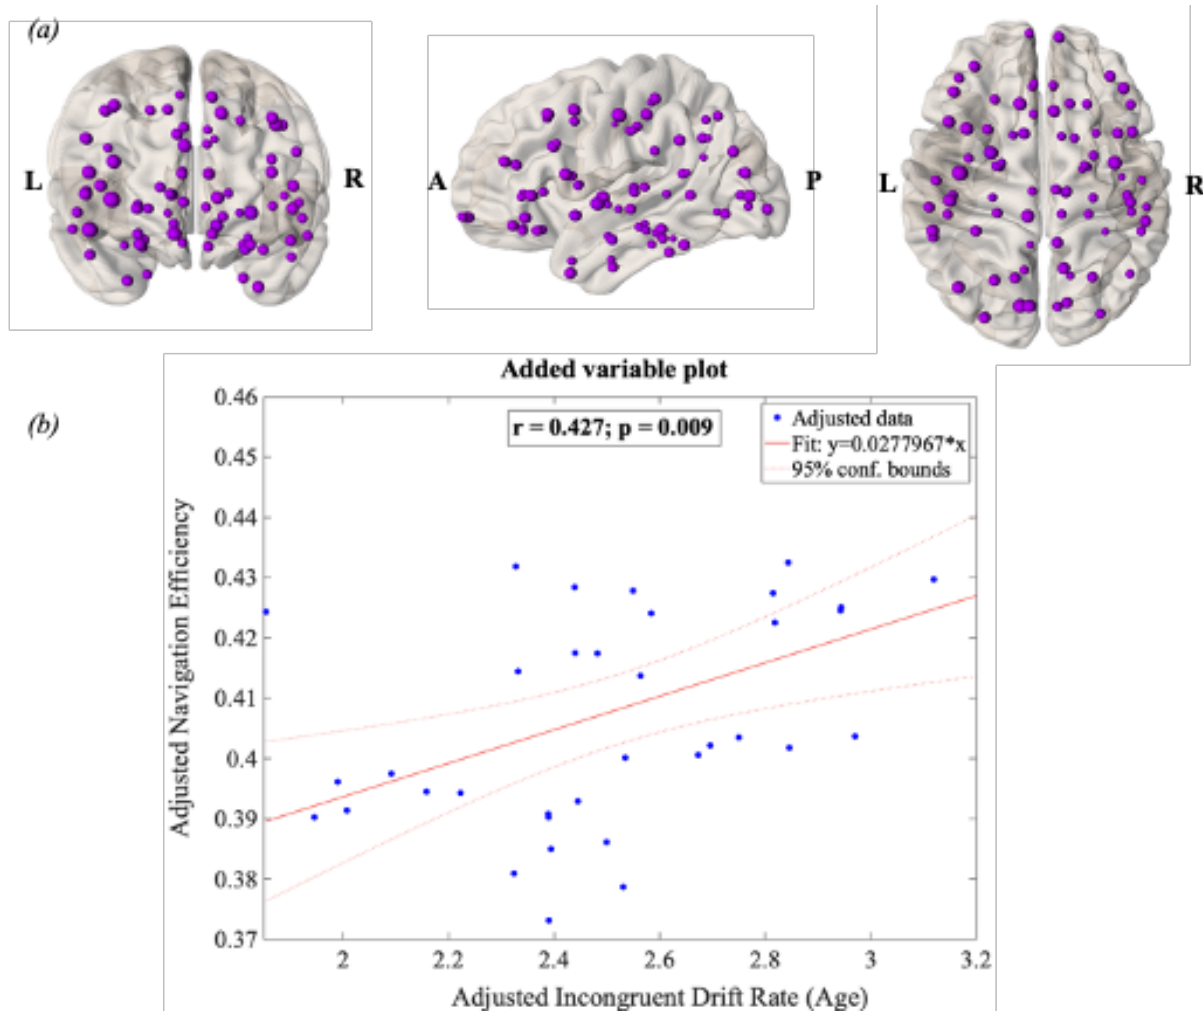 (a)
L
R
A
P
L
R
(b)
Added variable plot
r = 0.427; p = 0.009
Adjusted data
Fit: y=0.0277967*x
95% conf. bounds
Adjusted Navigation Efficiency
0.46
0.45
0.44
0.43
0.42
0.41
0.4
0.39
0.38
0.37
2
2.2
2.4
2.6
2.8
3
3.2
Adjusted Incongruent Drift Rate (Age)